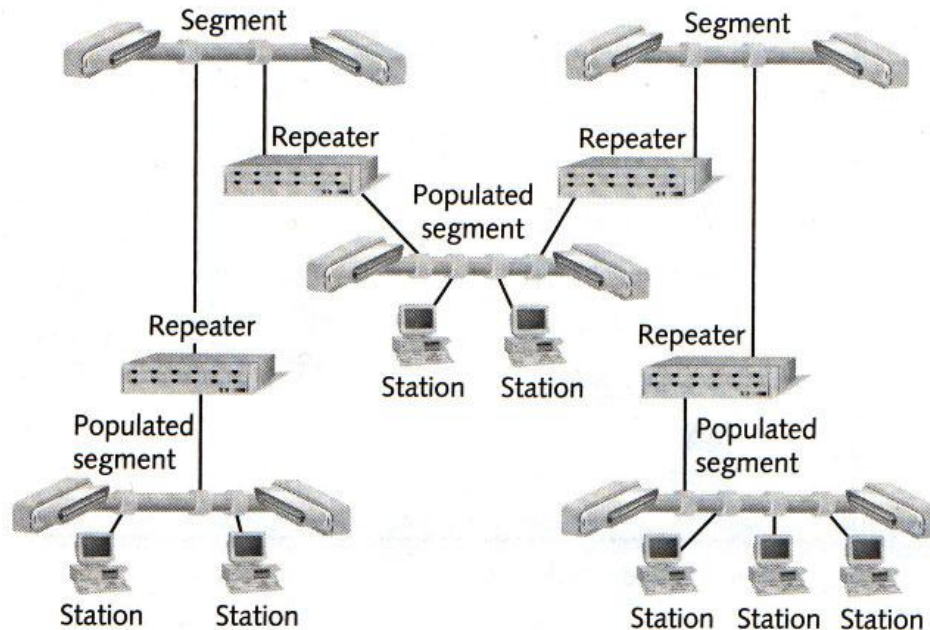 Segment
Segment
Repeater
Repeater
Populated
segment
Repeater
Repeater
Station
Station
Populated
segment
Populated
segment
Station
Station
Station
Station
Station